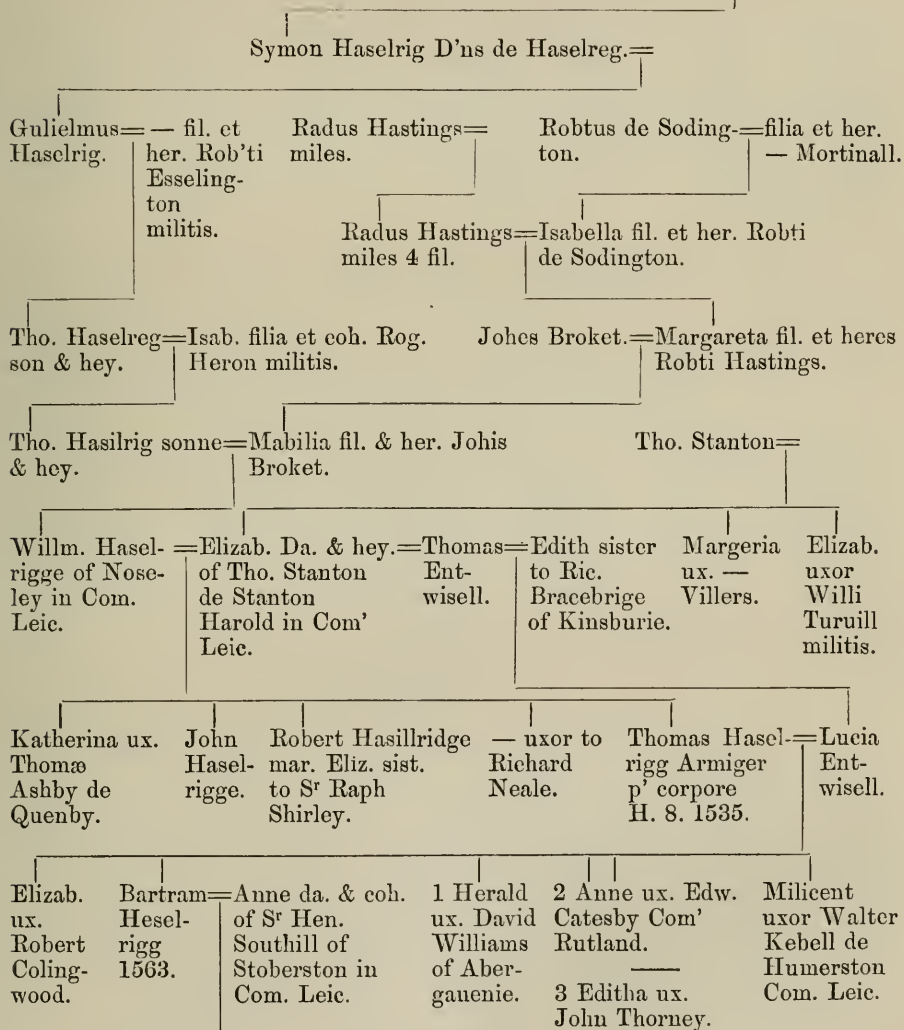 Symon Haselrig D'ns de Haselreg.=
Gulielmus=
Haselrig.
— fil. et
her. Rob'ti
Esseling-
ton
militis.
Radus Hastings=
miles.
Robtus de Soding-=
ton.
filia et her.
— Mortinall.
Radus Hastings=
miles 4 fil.
Isabella fil. et her. Robti
de Sodington.
Tho. Haselreg=
son & hey.
Isab. filia et coh. Rog.
Heron militis.
Johes Broket.=
Margareta fil. et heres
Robti Hastings.
Tho. Hasilrig sonne=
& hey.
Mabilia fil. & her. Johis
Broket.
Tho. Stanton=
Willm. Hasel-
rigge of Nose-
ley in Com.
Leic.
=Elizab. Da. & hey.=
of Tho. Stanton
de Stanton
Harold in Com'
Leic.
Thomas=
Ent-
wisell.
Edith sister
to Ric.
Bracebrige
of Kinsburie.
Margeria
ux. —
Villers.
Elizab.
uxor
Willi
Turuill
militis.
Katherina ux.
Thomæ
Ashby de
Quenby.
John
Hasel-
rigge.
Robert Hasillridge
mar. Eliz. sist.
to Sr Raph
Shirley.
— uxor to
Richard
Neale.
Thomas Hasel-=
rigg Armiger
p' corpore
H. 8. 1535.
Lucia
Ent-
wisell.
Elizab.
ux.
Robert
Coling-
wood.
Bartram=
Hesel-
rigg
1563.
Anne da. & coh.
of Sr Hen.
Southill of
Stoberston in
Com. Leic.
1 Herald
ux. David
Williams
of Aber-
gauenie.
2 Anne ux. Edw.
Catesby Com'
Rutland.
—
3 Editha ux.
John Thorney.
Milicent
uxor Walter
Kebell de
Humerston
Com. Leic.